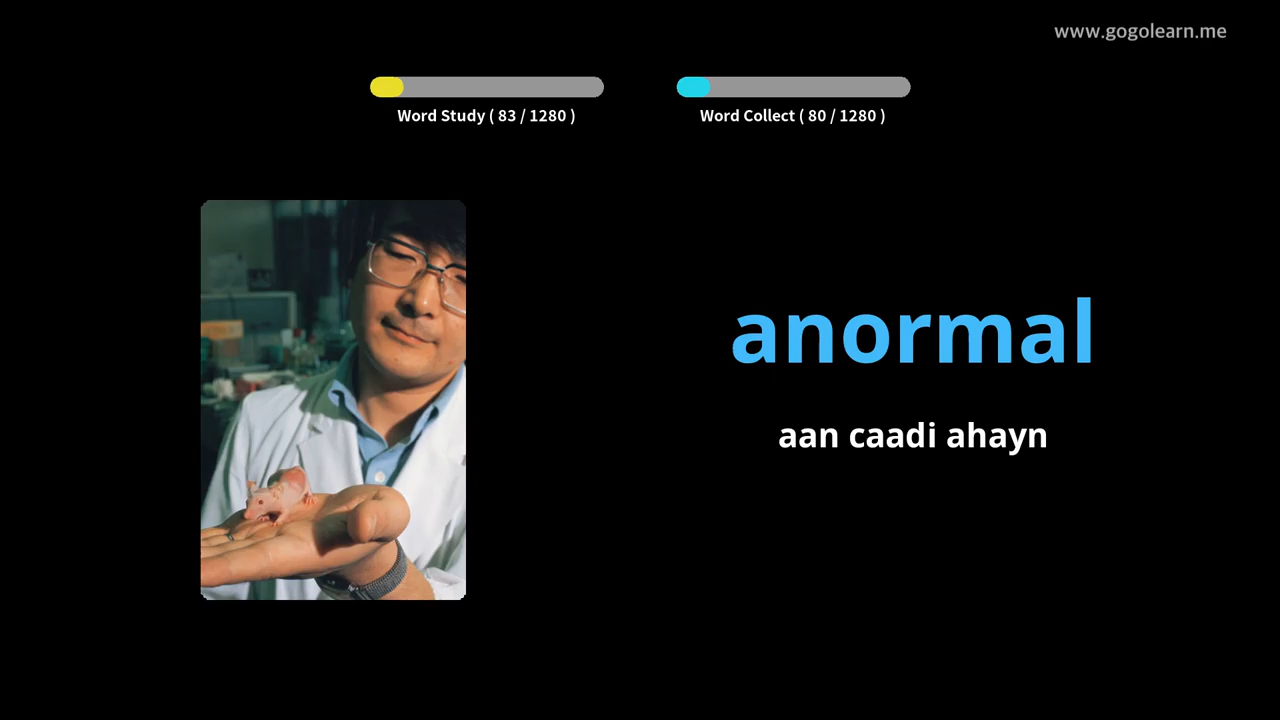 www.gogolearn.me
Word Study ( 83 / 1280 )
Word Collect ( 80 / 1280 )
anormal
aan caadi ahayn